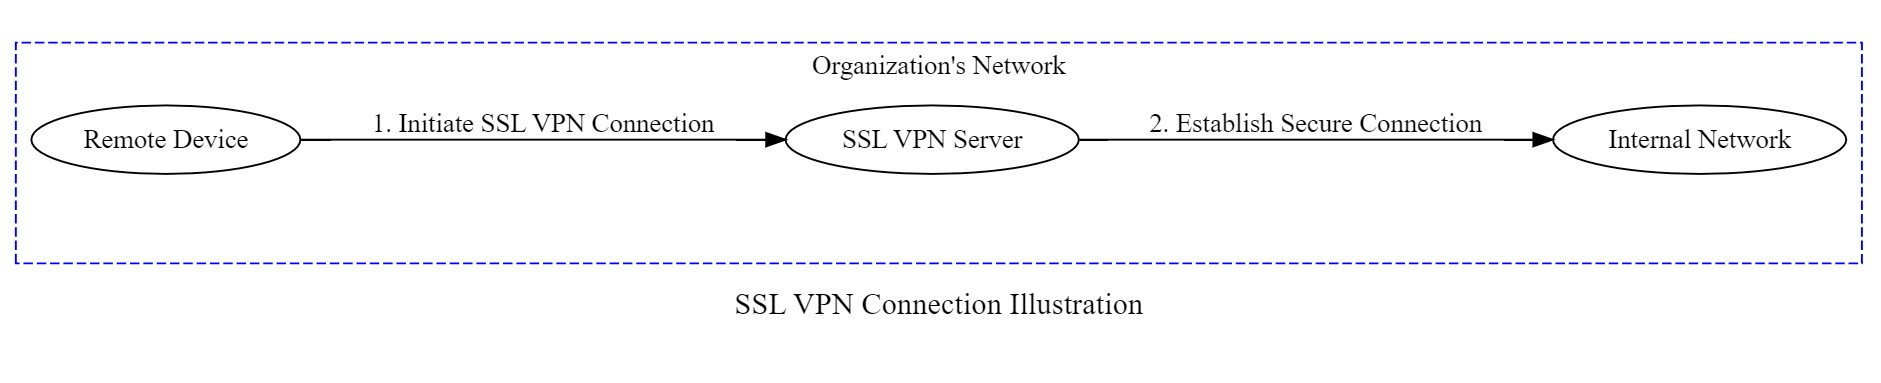 Organization's Network
Remote Device
1. Initiate SSL VPN Connection
SSL VPN Server
2. Establish Secure Connection
Internal Network
SSL VPN Connection Illustration